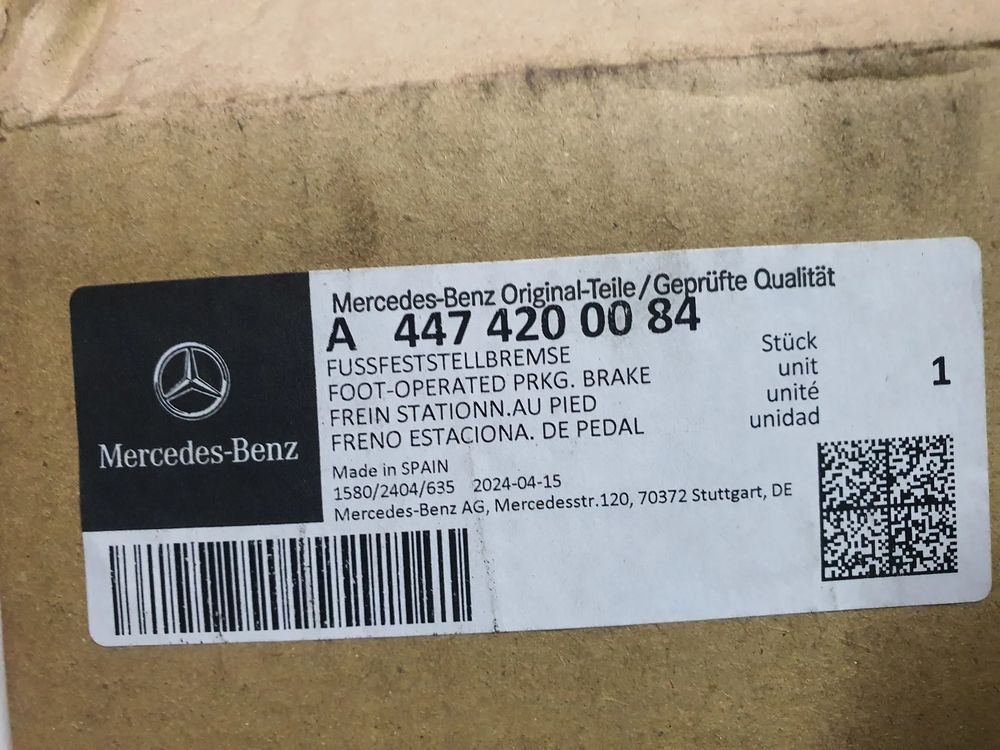 Mercedes-Benz Original-Teile/Geprüfte Qualität
A 447 420 00 84
FUSSFESTSTELLBREMSE
FOOT-OPERATED PRKG. BRAKE
FREIN STATIONN.AU PIED
FRENO ESTACIONA. DE PEDAL
Stück
unit
unité
unidad
1
Mercedes-Benz
Made in SPAIN
1580/2404/635 2024-04-15
Mercedes-Benz AG, Mercedesstr.120, 70372 Stuttgart, DE